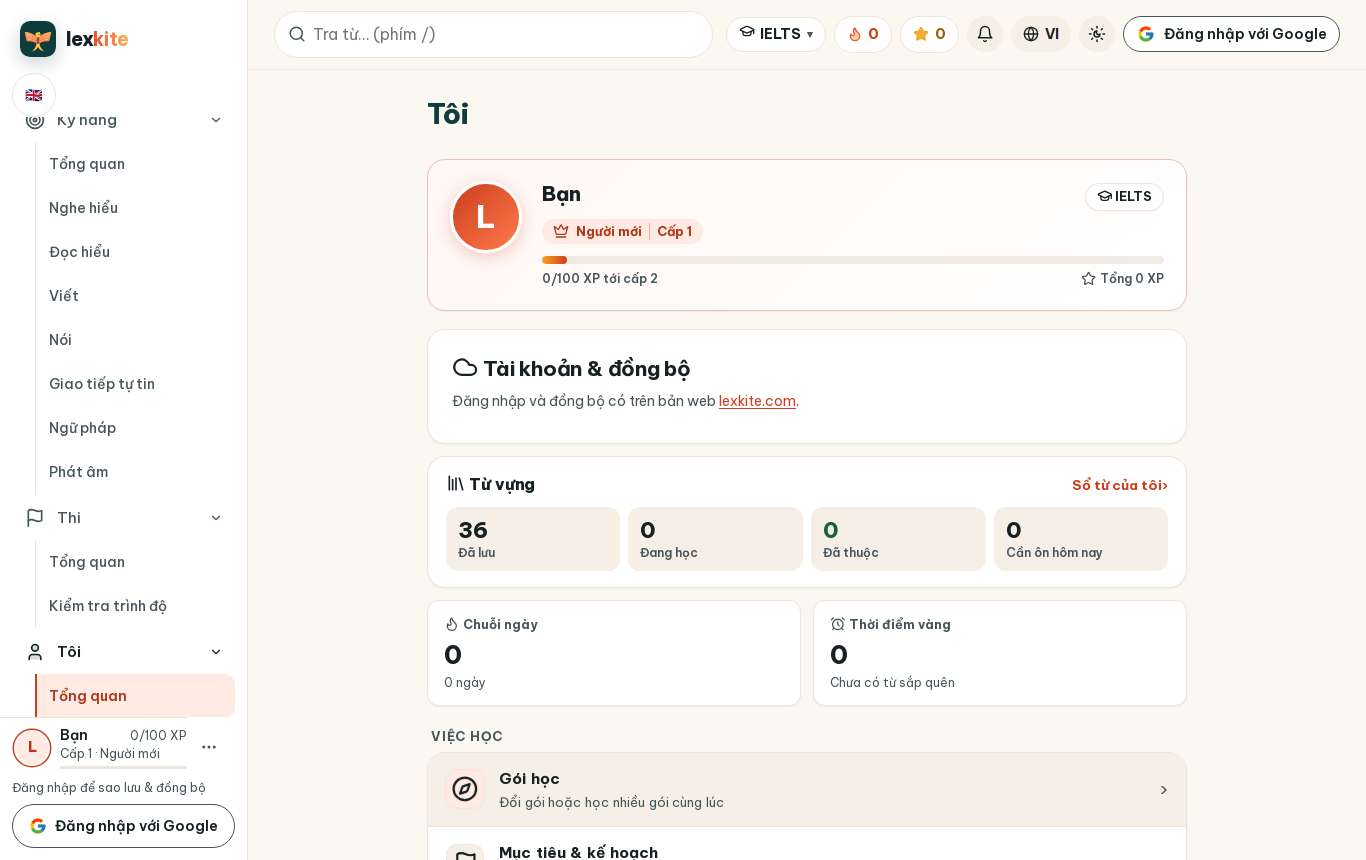 lexkite
Tra từ... (phím /)
IELTS ▾
0
0
VI
Đăng nhập với Google
Kỹ năng
Tổng quan
Nghe hiểu
Đọc hiểu
Viết
Nói
Giao tiếp tự tin
Ngữ pháp
Phát âm
Thi
Tổng quan
Kiểm tra trình độ
Tôi
Tổng quan
L
Bạn
0/100 XP
Cấp 1 · Người mới
Đăng nhập để sao lưu & đồng bộ
Đăng nhập với Google
Tôi
L
Bạn
IELTS
Người mới
Cấp 1
0/100 XP tới cấp 2
Tổng 0 XP
Tài khoản & đồng bộ
Đăng nhập và đồng bộ có trên bản web lexkite.com.
Từ vựng
Sổ từ của tôi›
36
Đã lưu
0
Đang học
0
Đã thuộc
0
Cần ôn hôm nay
Chuỗi ngày
0
0 ngày
Thời điểm vàng
0
Chưa có từ sắp quên
VIỆC HỌC
Gói học
Đổi gói hoặc học nhiều gói cùng lúc
Mục tiêu & kế hoạch